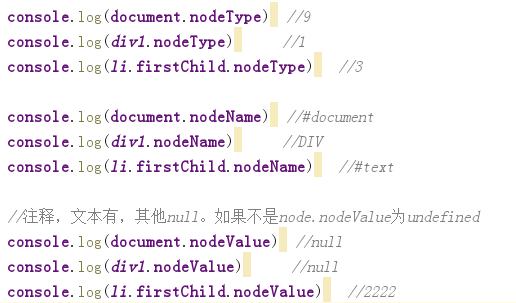 console.log(document.nodeType) //9
console.log(div1.nodeType) //1
console.log(li.firstChild.nodeType) //3
console.log(document.nodeName) //#document
console.log(div1.nodeName) //DIV
console.log(li.firstChild.nodeName) //#text
//注释，文本有，其他null。如果不是node.nodeValue为undefined
console.log(document.nodeValue) //null
console.log(div1.nodeValue) //null
console.log(li.firstChild.nodeValue) //2222